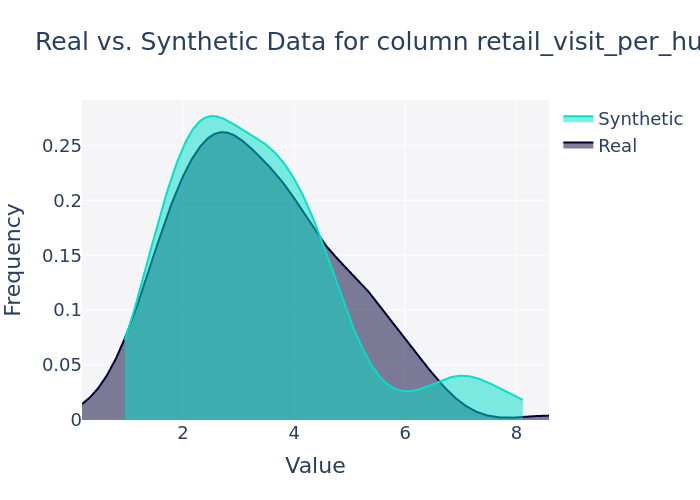 Real vs. Synthetic Data for column retail_visit_per_hu
Synthetic
Real
Frequency
0.25
0.2
0.15
0.1
0.05
0
2
4
6
8
Value